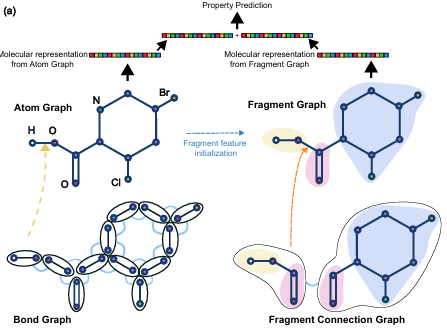 (a)
Property Prediction
+
Molecular representation
from Atom Graph
Molecular representation
from Fragment Graph
Atom Graph
N
Br
H
O
O
Cl
Fragment feature
initialization
Fragment Graph
Bond Graph
Fragment Connection Graph